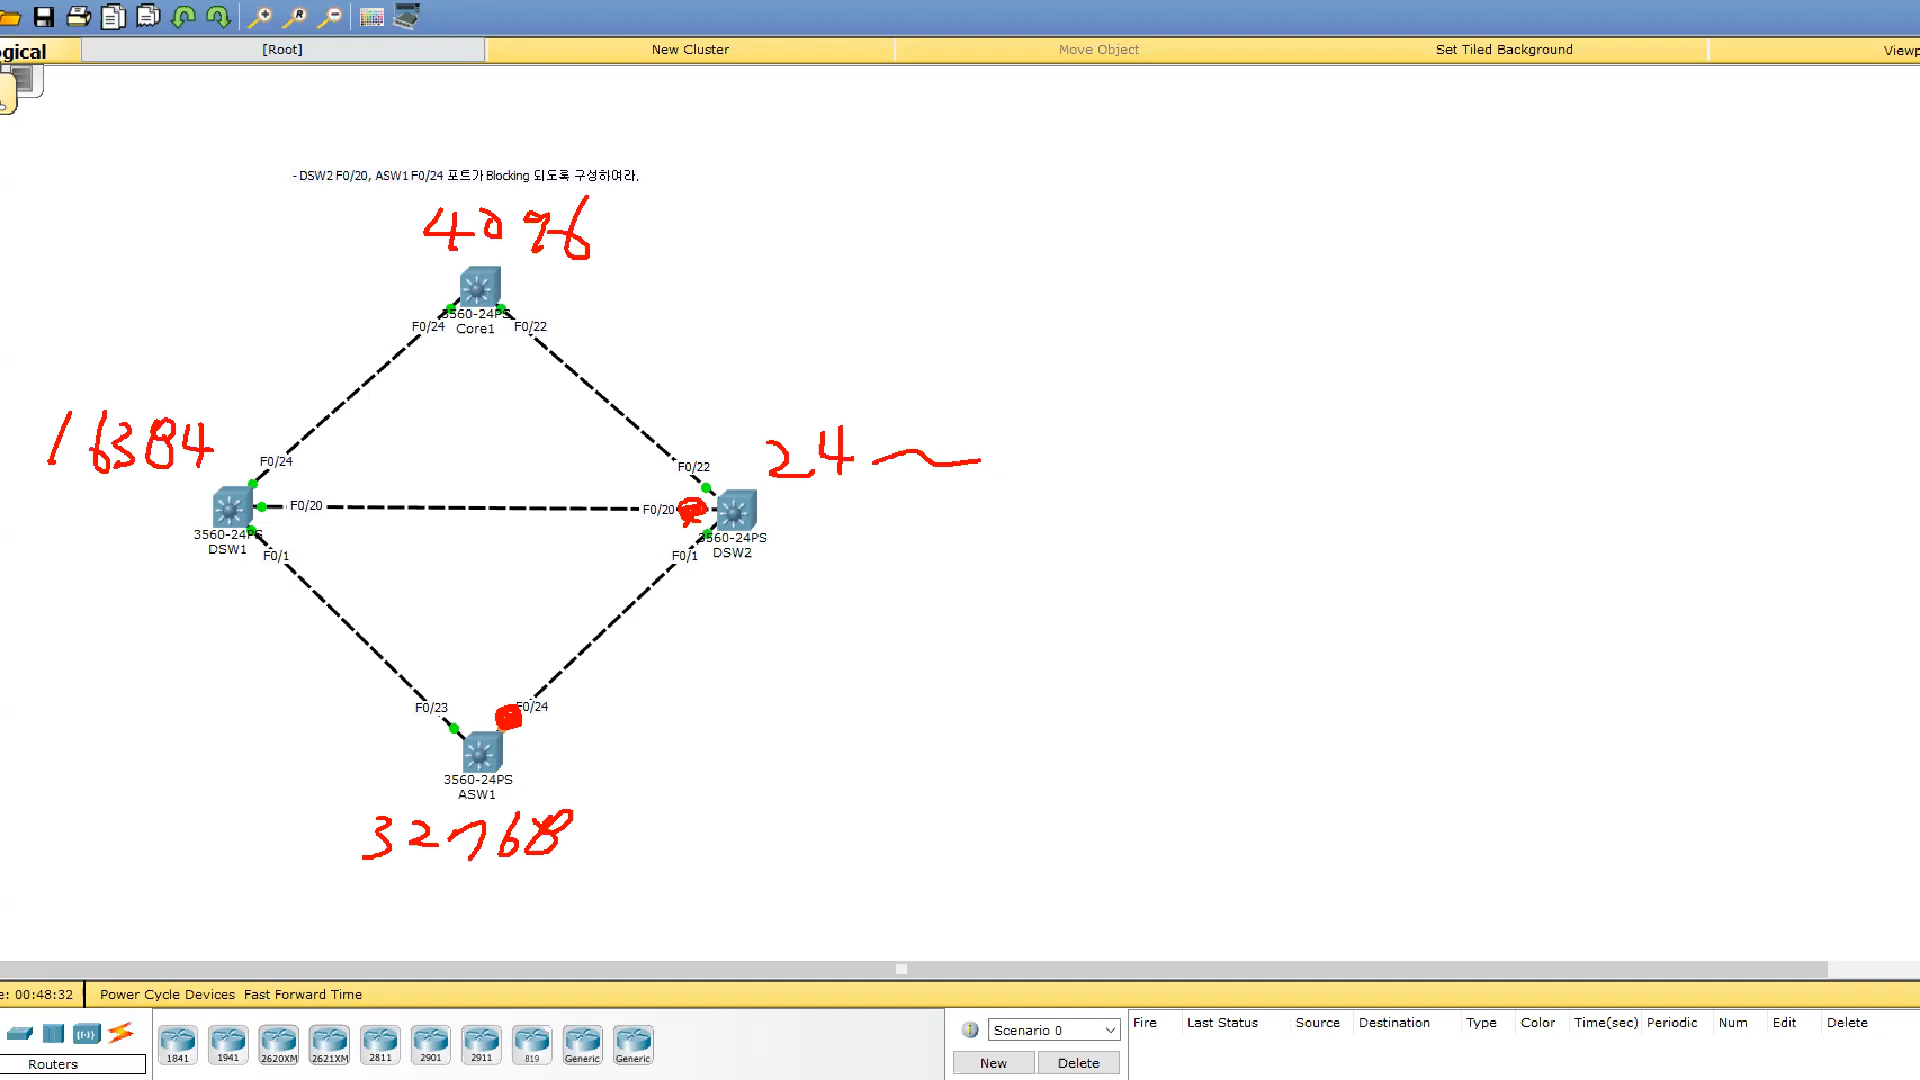 ogical
[Root]
New Cluster
Move Object
Set Tiled Background
Viewp
- DSW2 F0/20, ASW1 F0/24 포트가 Blocking 되도록 구성하여라.
4096
3560-24PS
Core1
F0/24
F0/22
16384
24
F0/24
F0/22
F0/20
F0/20
3560-24PS
DSW1
3560-24PS
DSW2
F0/1
F0/1
F0/23
F0/24
3560-24PS
ASW1
32768
e: 00:48:32
Power Cycle Devices Fast Forward Time
Routers
1841
1941
2620XM
2621XM
2811
2901
2911
819
Generic
Generic
Scenario 0
New
Delete
Fire
Last Status
Source
Destination
Type
Color
Time(sec)
Periodic
Num
Edit
Delete